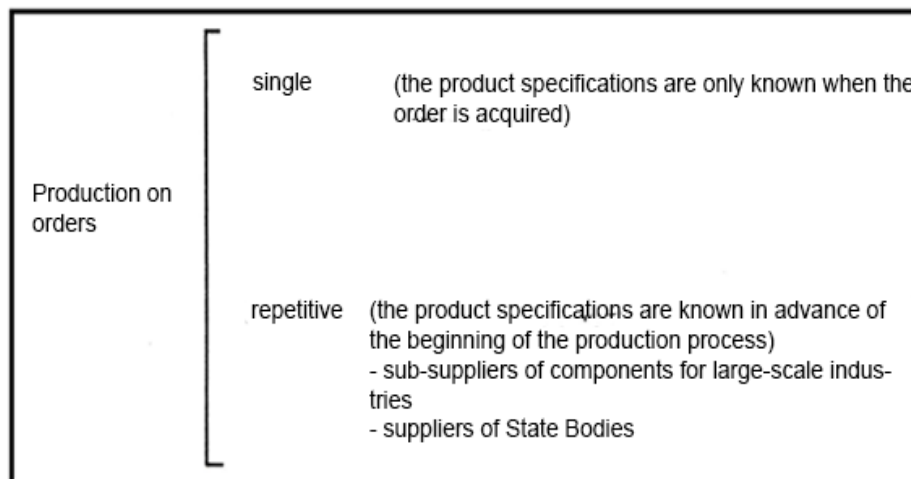 single (the product specifications are only known when the
order is acquired)
Production on
orders
repetitive (the product specifications are known in advance of
the beginning of the production process)
- sub-suppliers of components for large-scale indus-
tries
- suppliers of State Bodies